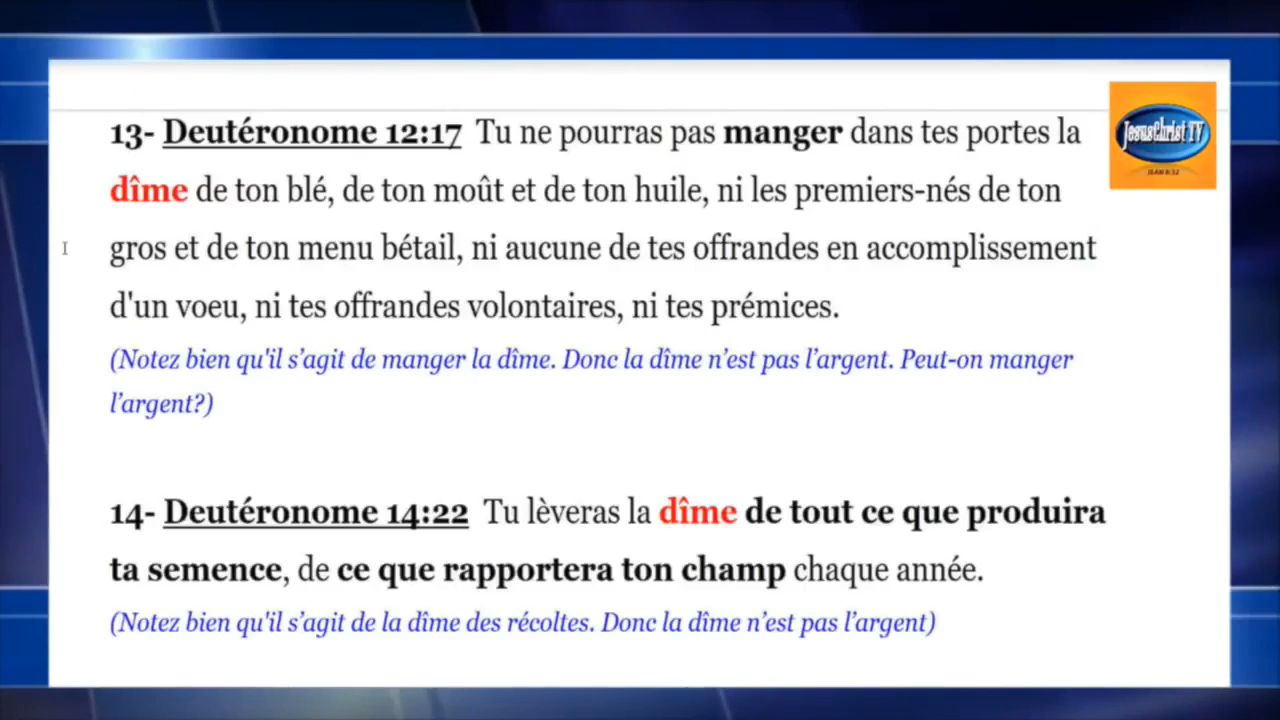 13- Deutéronome 12:17 Tu ne pourras pas manger dans tes portes la
dîme de ton blé, de ton moût et de ton huile, ni les premiers-nés de ton
gros et de ton menu bétail, ni aucune de tes offrandes en accomplissement
d'un voeu, ni tes offrandes volontaires, ni tes prémices.
(Notez bien qu'il s’agit de manger la dîme. Donc la dîme n’est pas l’argent. Peut-on manger
l’argent?)
14- Deutéronome 14:22 Tu lèveras la dîme de tout ce que produira
ta semence, de ce que rapportera ton champ chaque année.
(Notez bien qu'il s’agit de la dîme des récoltes. Donc la dîme n’est pas l’argent)
JesusChrist TV
JEAN 8:12